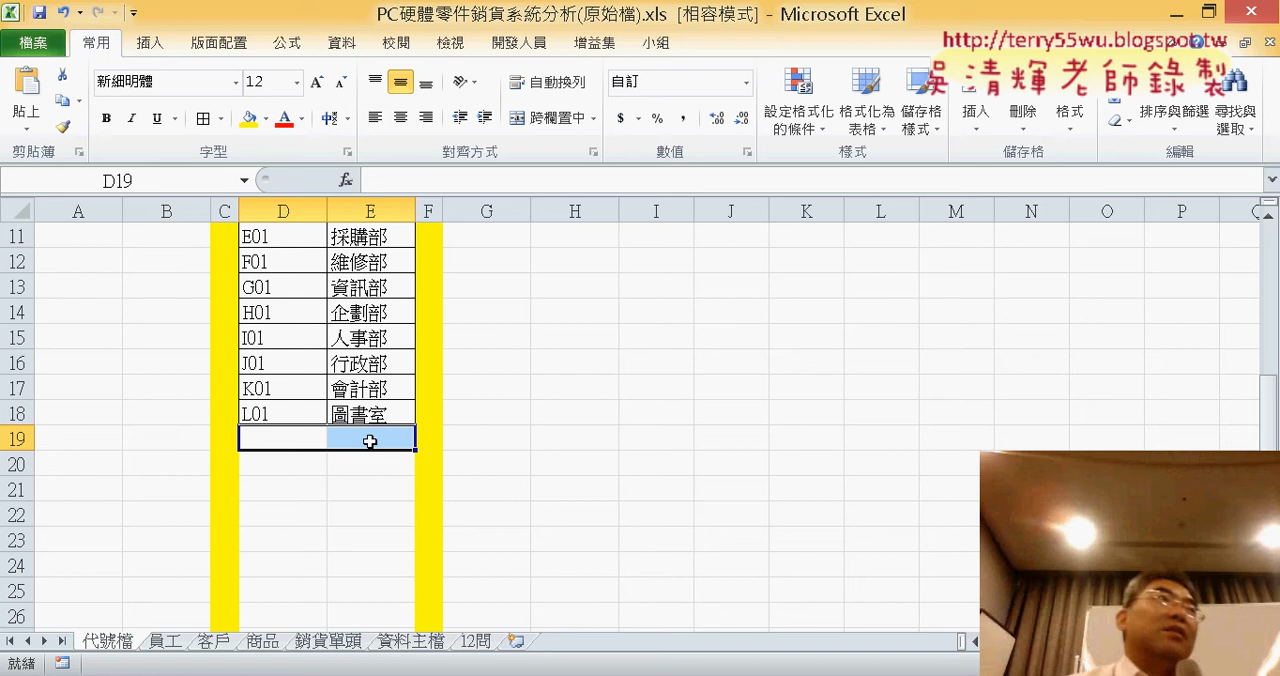 PC硬體零件銷貨系統分析(原始檔).xls [相容模式] - Microsoft Excel
檔案 常用 插入 版面配置 公式 資料 校閱 檢視 開發人員 增益集 小組
http://terry55wu.blogspot.tw
吳清輝老師錄製
新細明體 12 自動換列 自訂
貼上 跨欄置中 設定格式化的條件 格式化為表格 儲存格樣式 插入 刪除 格式 排序與篩選 尋找與選取
剪貼簿 字型 對齊方式 數值 樣式 儲存格 編輯
D19 fx
A B C D E F G H I J K L M N O P
11 E01 採購部
12 F01 維修部
13 G01 資訊部
14 H01 企劃部
15 I01 人事部
16 J01 行政部
17 K01 會計部
18 L01 圖書室
19
20
21
22
23
24
25
26
代號檔 員工 客戶 商品 銷貨單頭 資料主檔 12問
就緒